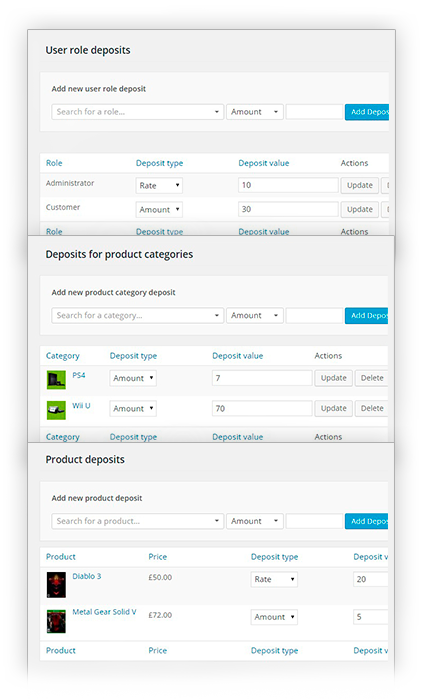 User role deposits
Add new user role deposit
Search for a role... Amount Add Depos
Role Deposit type Deposit value Actions
Administrator Rate 10 Update
Customer Amount 30 Update
Role Deposit type Deposit value Actions
Deposits for product categories
Add new product category deposit
Search for a category... Amount Add Depos
Category Deposit type Deposit value Actions
PS4 Amount 7 Update Delete
Wii U Amount 70 Update Delete
Category Deposit type Deposit value Actions
Product deposits
Add new product deposit
Search for a product... Amount Add Depos
Product Price Deposit type Deposit v
Diablo 3 £50.00 Rate 20
Metal Gear Solid V £72.00 Amount 5
Product Price Deposit type Deposit v